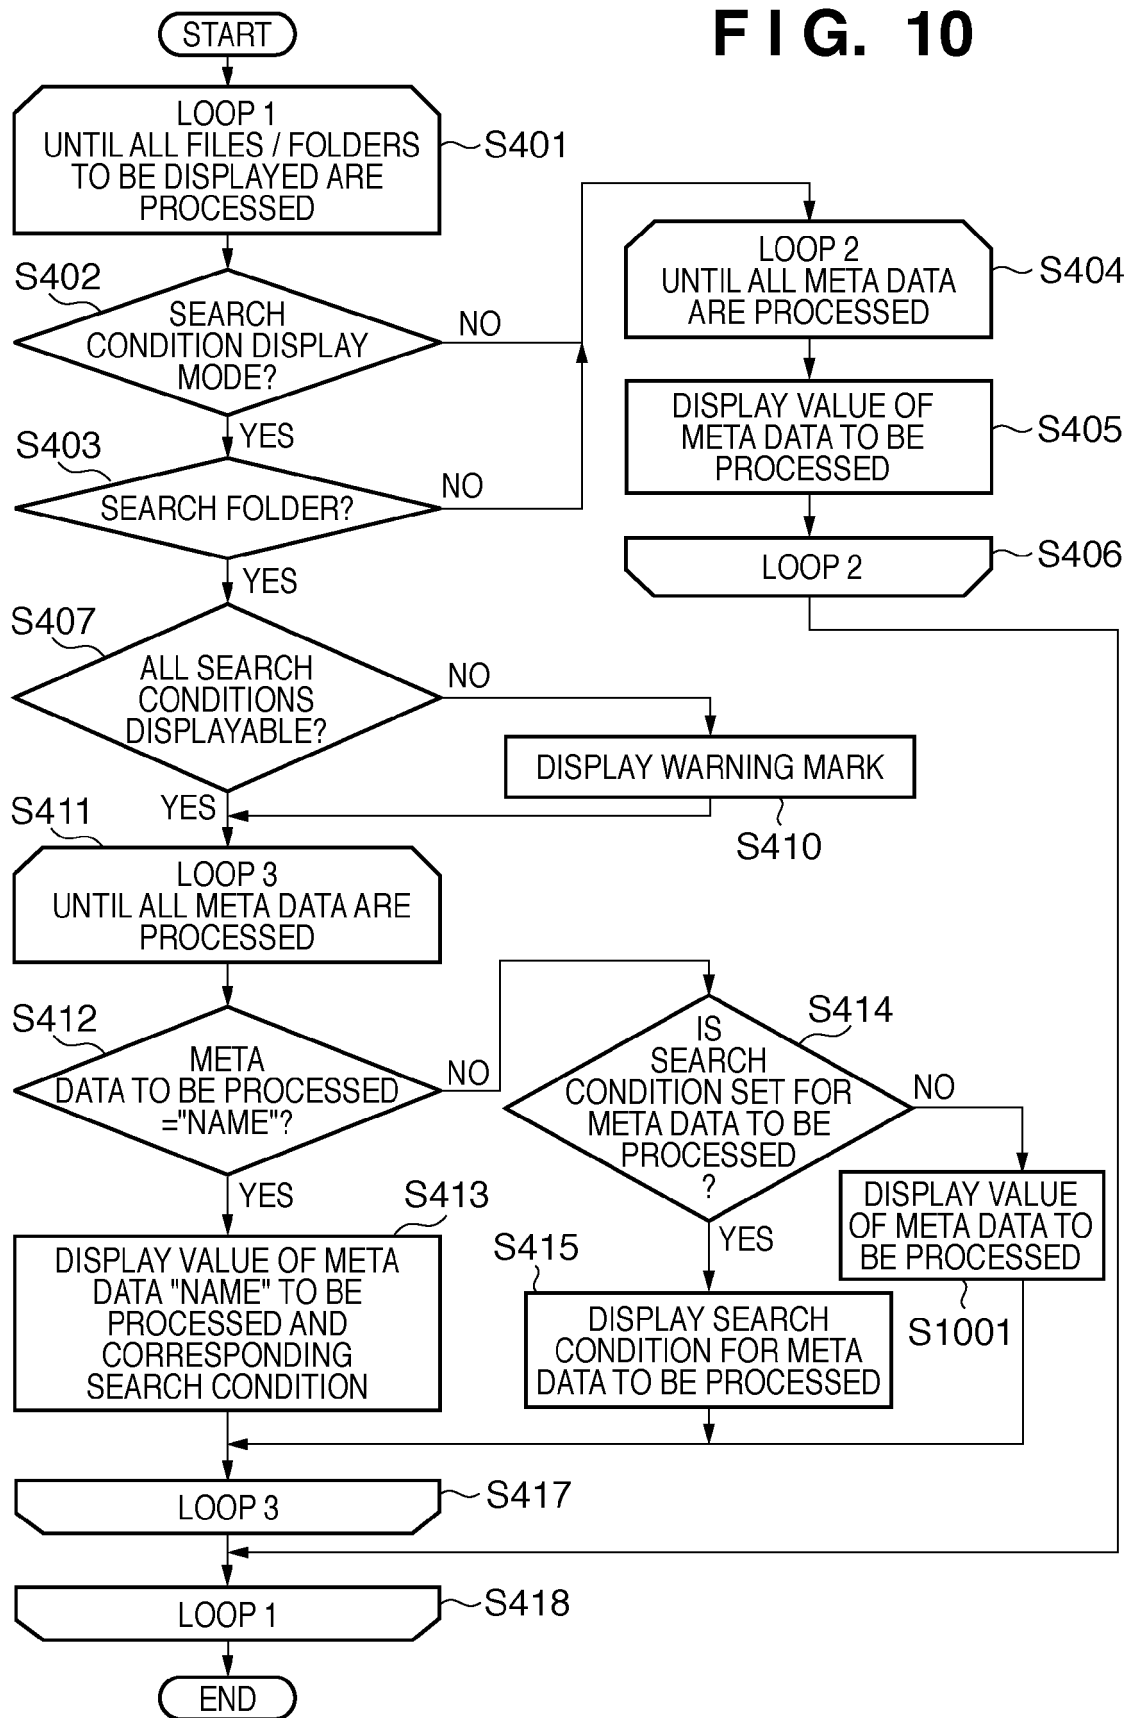 FIG. 10
START
LOOP 1
UNTIL ALL FILES / FOLDERS
TO BE DISPLAYED ARE
PROCESSED
S401
S402
SEARCH
CONDITION DISPLAY
MODE?
NO
YES
S403
SEARCH FOLDER?
NO
YES
LOOP 2
UNTIL ALL META DATA
ARE PROCESSED
S404
DISPLAY VALUE OF
META DATA TO BE
PROCESSED
S405
LOOP 2
S406
S407
ALL SEARCH
CONDITIONS
DISPLAYABLE?
NO
YES
DISPLAY WARNING MARK
S410
S411
LOOP 3
UNTIL ALL META DATA ARE
PROCESSED
S412
META
DATA TO BE PROCESSED
="NAME"?
NO
YES
S414
IS
SEARCH
CONDITION SET FOR
META DATA TO BE
PROCESSED
?
NO
YES
S413
DISPLAY VALUE OF META
DATA "NAME" TO BE
PROCESSED AND
CORRESPONDING
SEARCH CONDITION
S415
DISPLAY SEARCH
CONDITION FOR META
DATA TO BE PROCESSED
DISPLAY VALUE
OF META DATA TO
BE PROCESSED
S1001
LOOP 3
S417
LOOP 1
S418
END